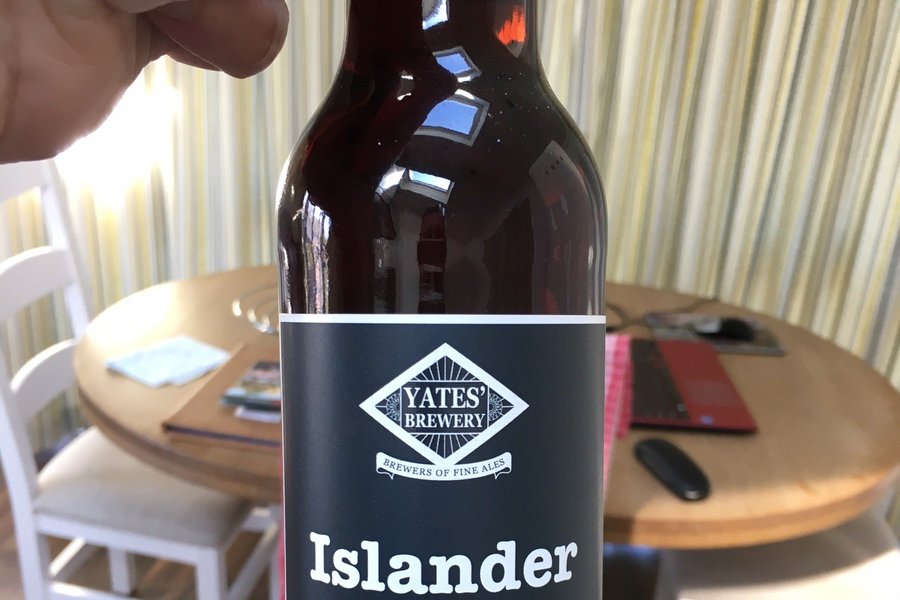 YATES'
BREWERY
BREWERS OF FINE ALES
Islander